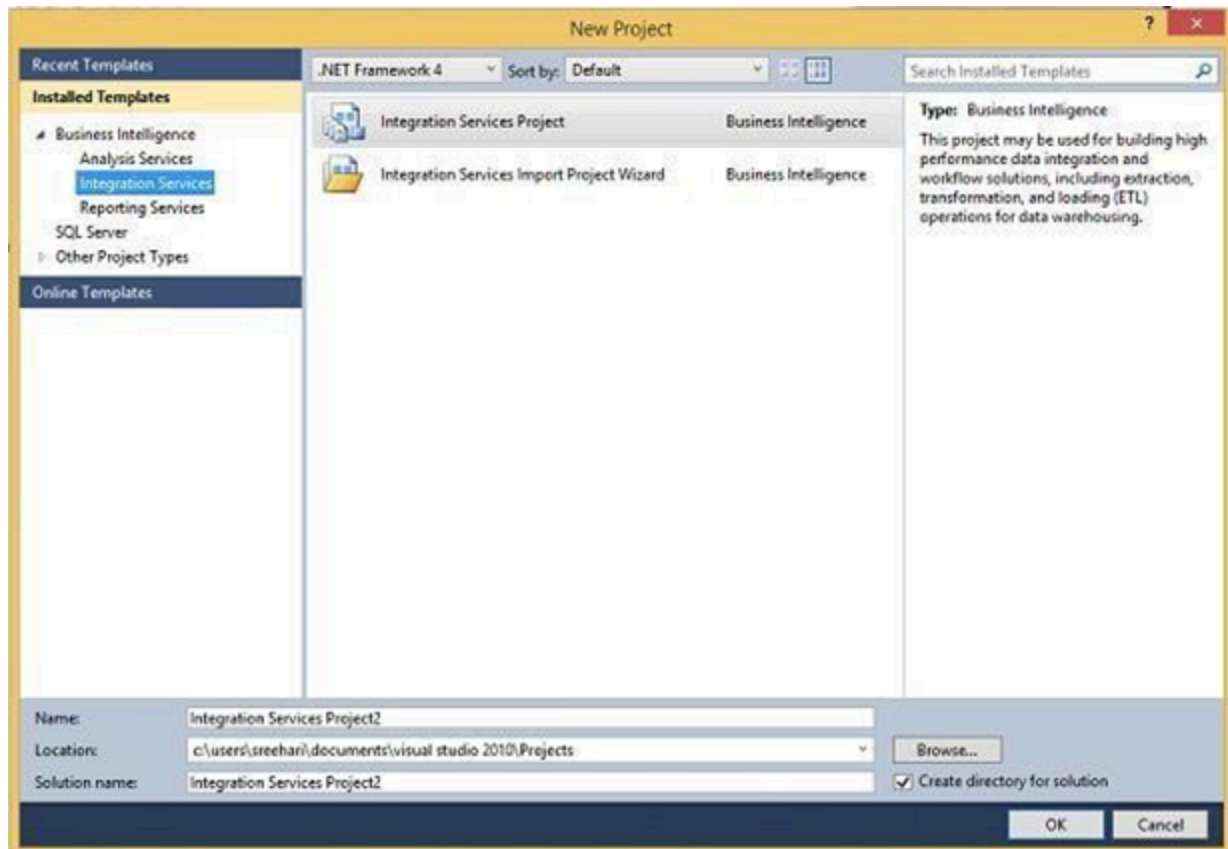 New Project
?
Recent Templates
Installed Templates
Business Intelligence
Analysis Services
Integration Services
Reporting Services
SQL Server
Other Project Types
Online Templates
.NET Framework 4
Sort by: Default
Integration Services Project Business Intelligence
Integration Services Import Project Wizard Business Intelligence
Search Installed Templates
Type: Business Intelligence
This project may be used for building high
performance data integration and
workflow solutions, including extraction,
transformation, and loading (ETL)
operations for data warehousing.
Name: Integration Services Project2
Location: c:\users\sreehari\documents\visual studio 2010\Projects
Browse...
Solution name: Integration Services Project2
Create directory for solution
OK Cancel